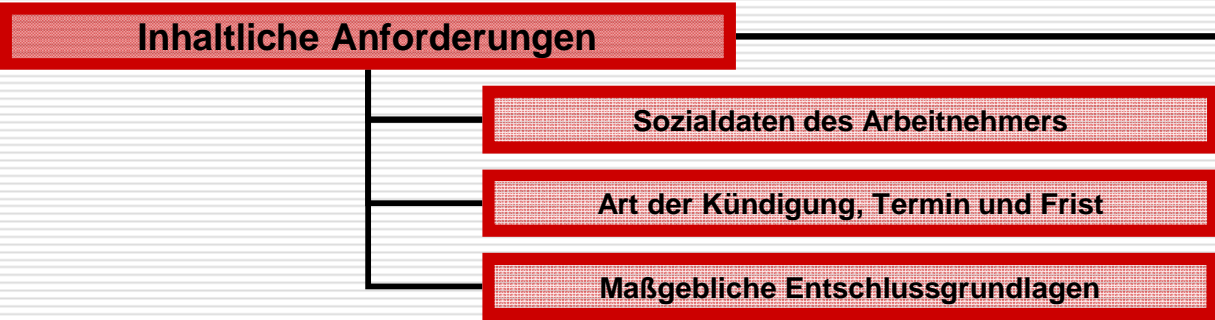 Inhaltliche Anforderungen
Sozialdaten des Arbeitnehmers
Art der Kündigung, Termin und Frist
Maßgebliche Entschlussgrundlagen